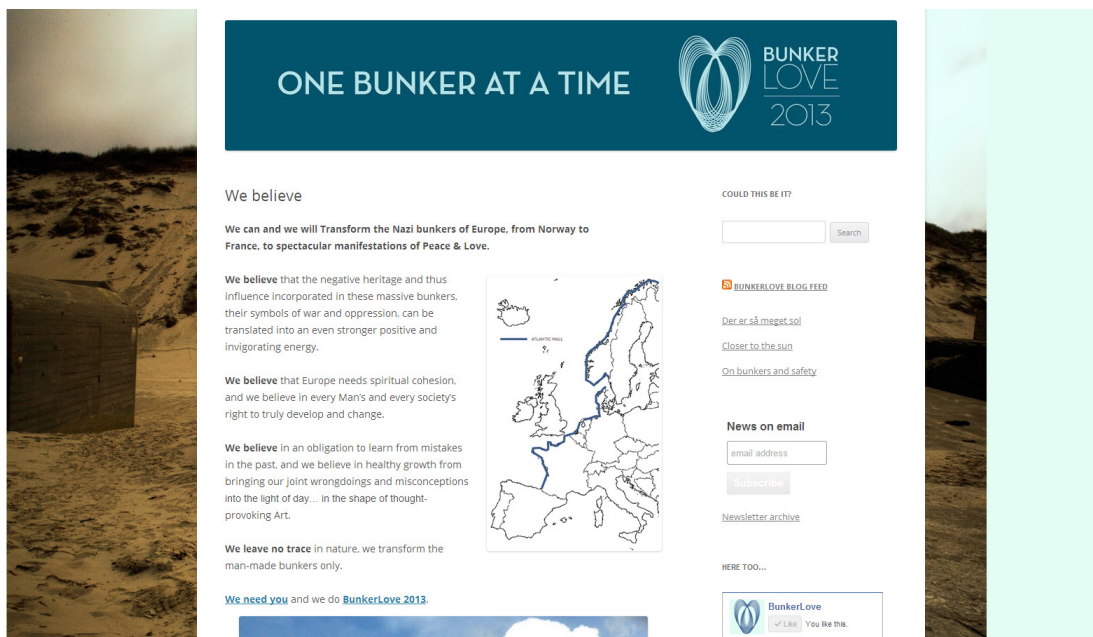 ONE BUNKER AT A TIME
BUNKER
LOVE
2013
We believe
We can and we will Transform the Nazi bunkers of Europe, from Norway to
France, to spectacular manifestations of Peace & Love.
We believe that the negative heritage and thus
influence incorporated in these massive bunkers,
their symbols of war and oppression, can be
translated into an even stronger positive and
invigorating energy.
ATLANTIC WALL
We believe that Europe needs spiritual cohesion,
and we believe in every Man's and every society's
right to truly develop and change.
We believe in an obligation to learn from mistakes
in the past, and we believe in healthy growth from
bringing our joint wrongdoings and misconceptions
into the light of day… in the shape of thought-
provoking Art.
We leave no trace in nature, we transform the
man-made bunkers only.
We need you and we do BunkerLove 2013.
COULD THIS BE IT?
Search
BUNKERLOVE BLOG FEED
Der er så meget sol
Closer to the sun
On bunkers and safety
News on email
email address
Subscribe
Newsletter archive
HERE TOO...
BunkerLove
Like You like this.